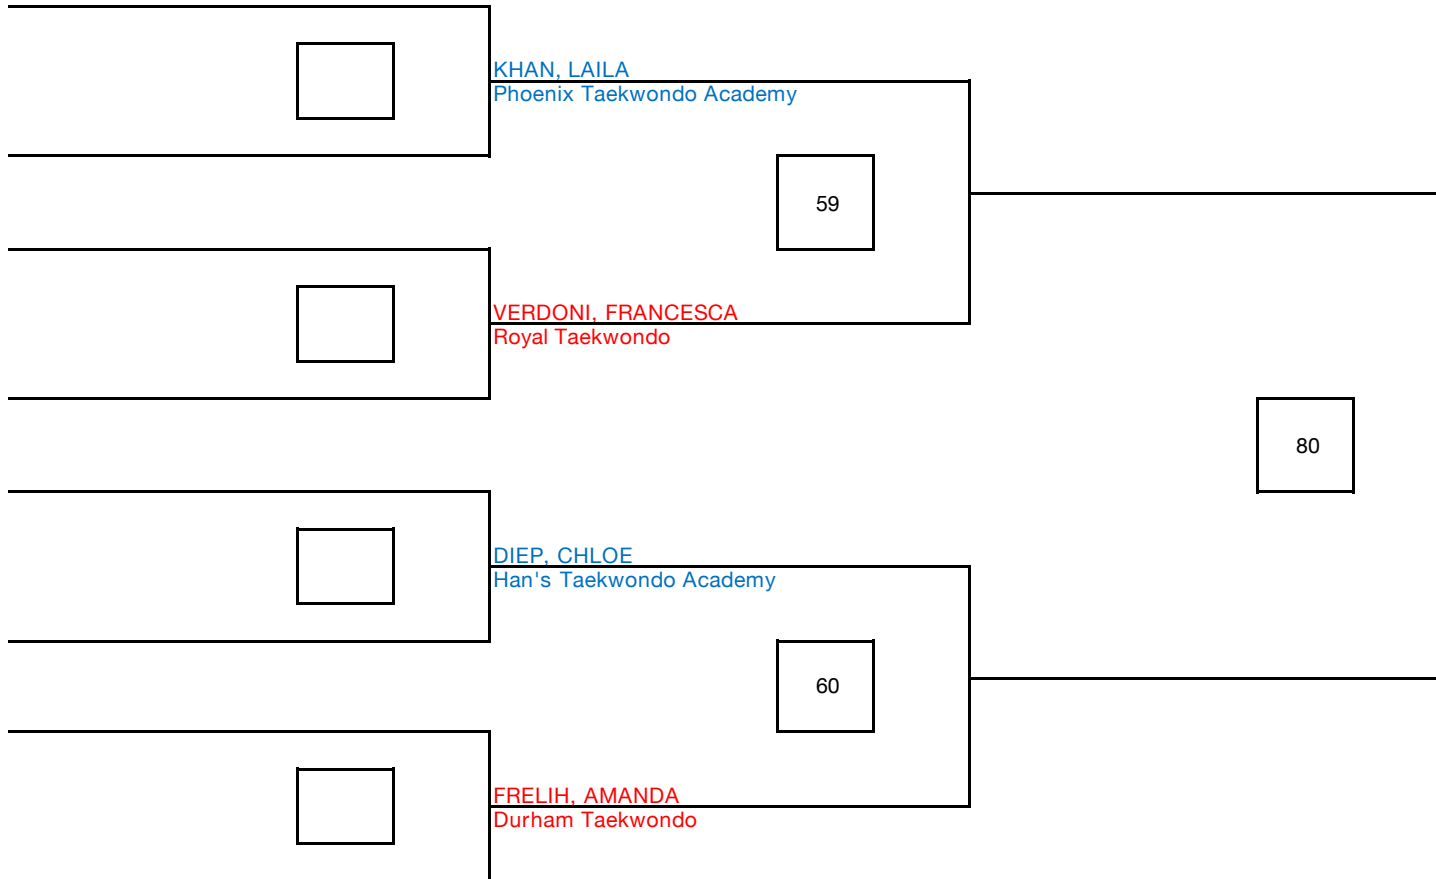 KHAN, LAILA
Phoenix Taekwondo Academy
59
VERDONI, FRANCESCA
Royal Taekwondo
80
DIEP, CHLOE
Han's Taekwondo Academy
60
FRELIH, AMANDA
Durham Taekwondo